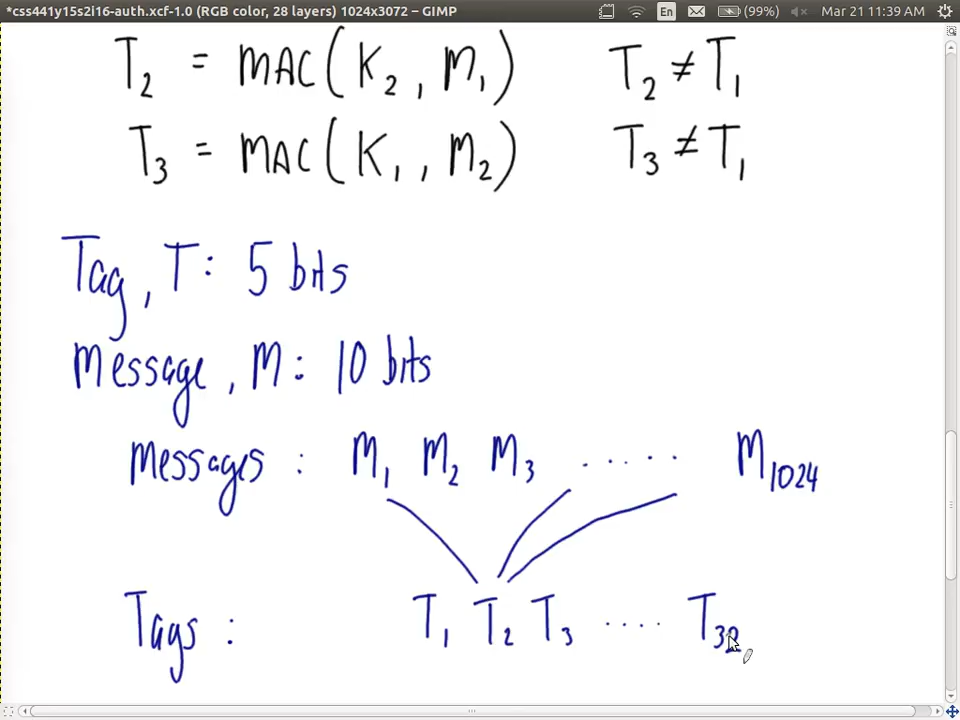 *css441y15s2i16-auth.xcf-1.0 (RGB color, 28 layers) 1024x3072 – GIMP En (99%) Mar 21 11:39 AM
T₂ = MAC(K₂, M₁) T₂ ≠ T₁
T₃ = MAC(K₁, M₂) T₃ ≠ T₁
Tag, T: 5 bits
Message, M: 10 bits
Messages : M₁ M₂ M₃ ..... M₁₀₂₄
Tags : T₁ T₂ T₃ .... T₃₂